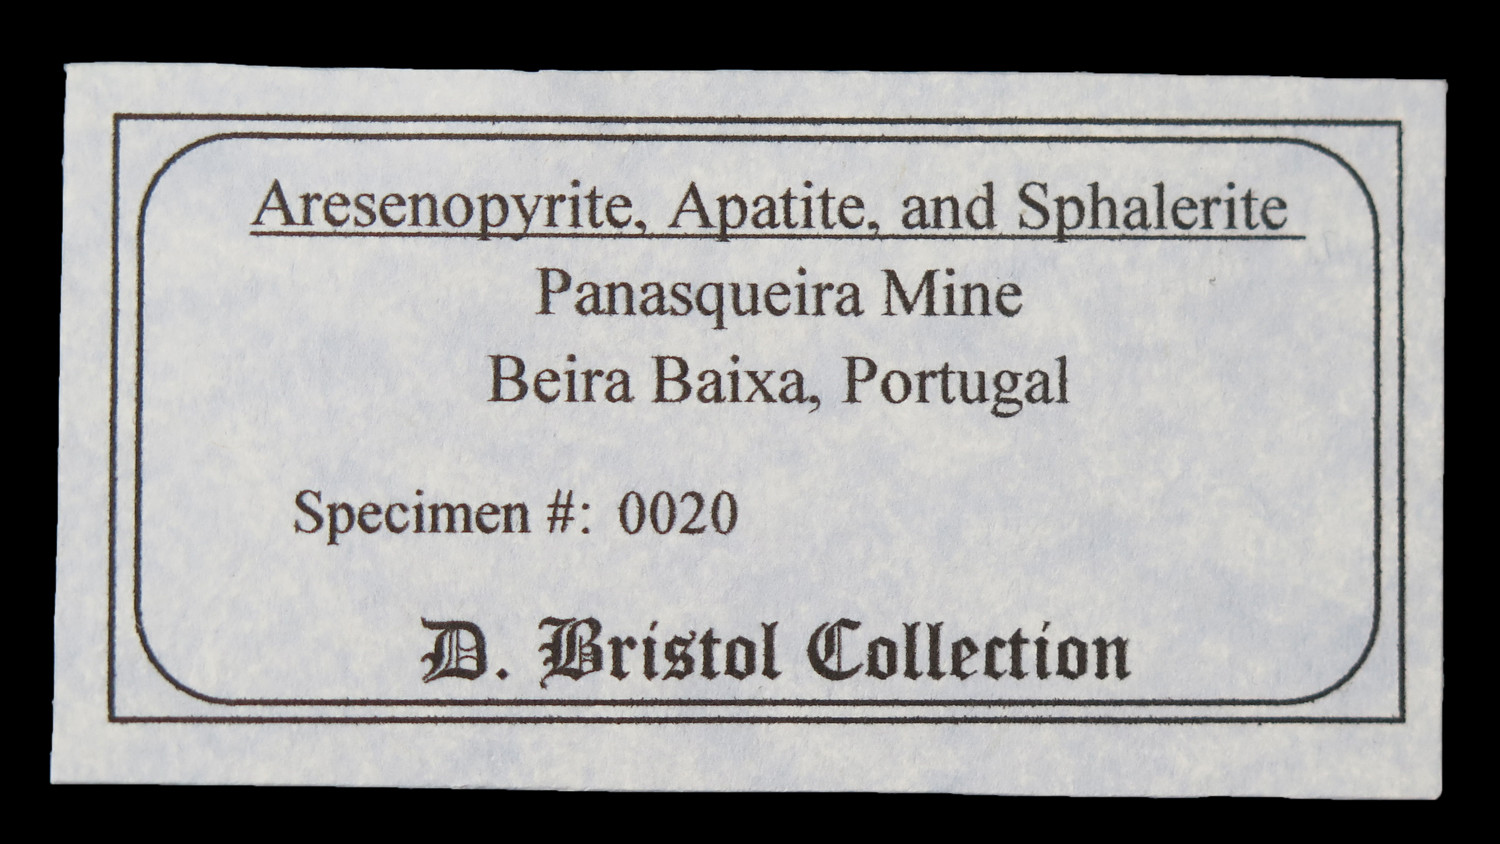 Aresenopyrite, Apatite, and Sphalerite
Panasqueira Mine
Beira Baixa, Portugal
Specimen #: 0020
D. Bristol Collection